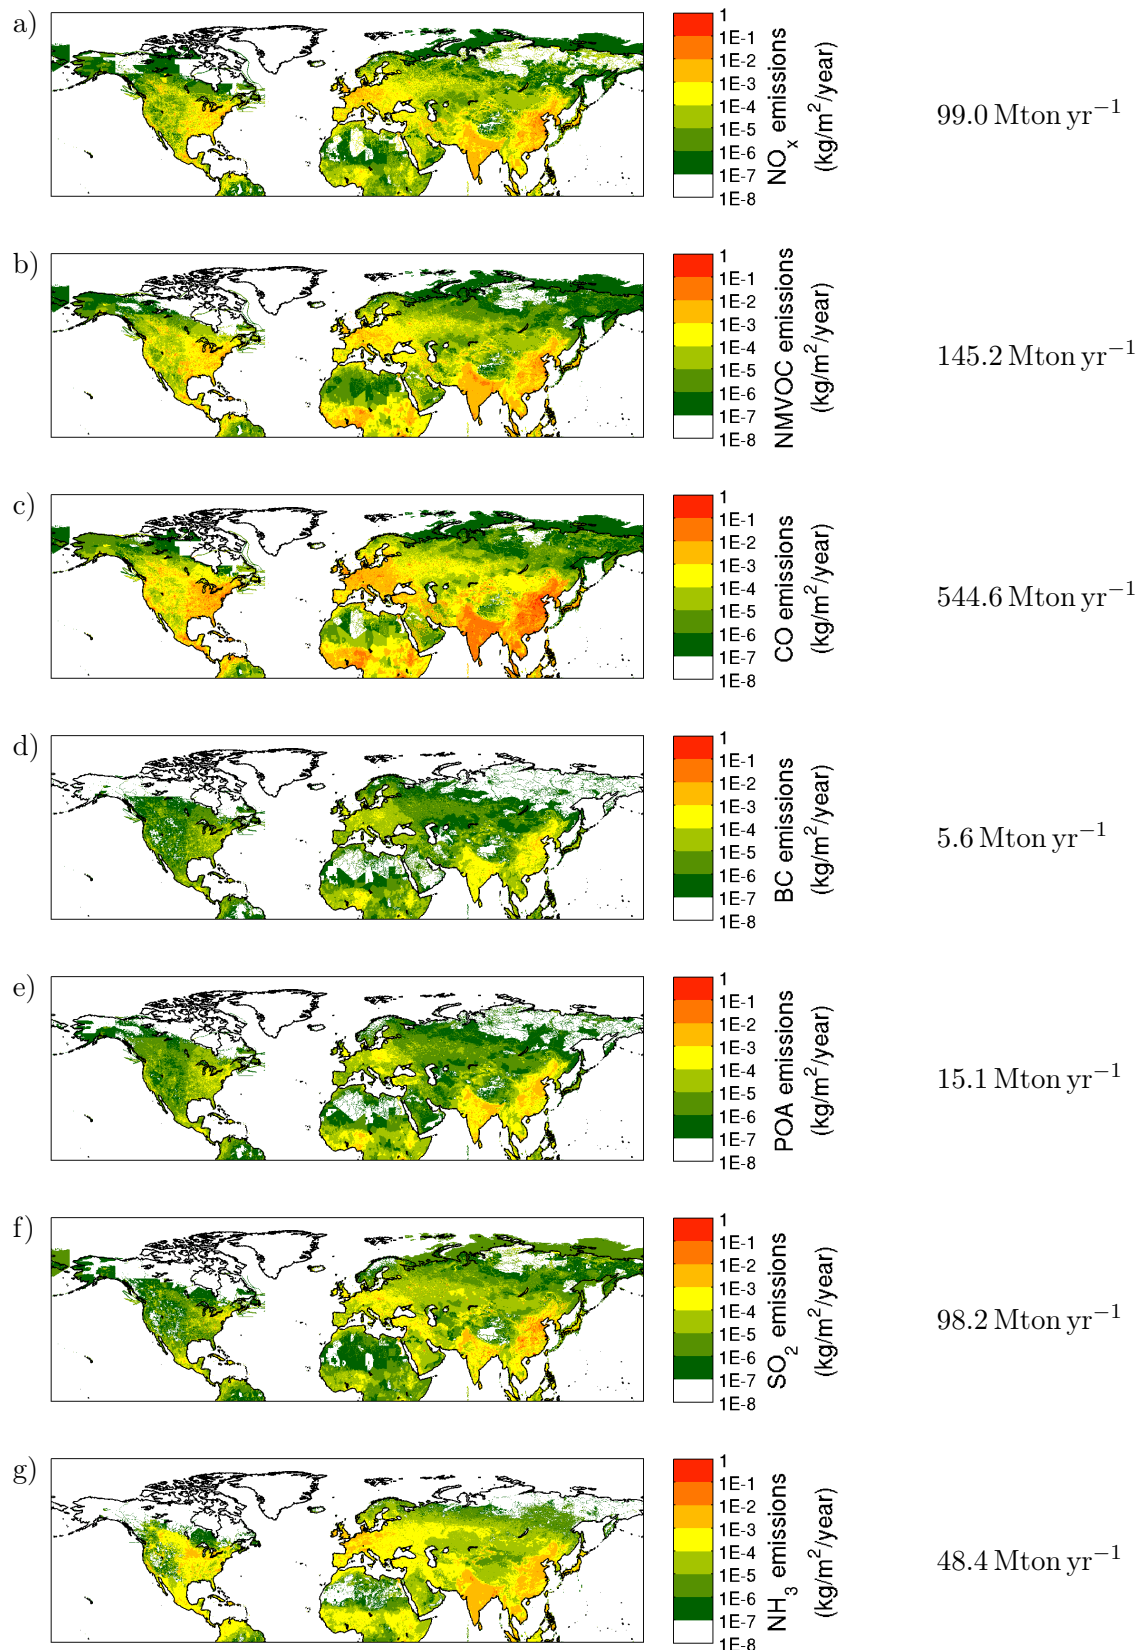 a)
1
1E-1
1E-2
1E-3
1E-4
1E-5
1E-6
1E-7
1E-8
NOx emissions
(kg/m²/year)
99.0 Mton yr⁻¹
b)
1
1E-1
1E-2
1E-3
1E-4
1E-5
1E-6
1E-7
1E-8
NMVOC emissions
(kg/m²/year)
145.2 Mton yr⁻¹
c)
1
1E-1
1E-2
1E-3
1E-4
1E-5
1E-6
1E-7
1E-8
CO emissions
(kg/m²/year)
544.6 Mton yr⁻¹
d)
1
1E-1
1E-2
1E-3
1E-4
1E-5
1E-6
1E-7
1E-8
BC emissions
(kg/m²/year)
5.6 Mton yr⁻¹
e)
1
1E-1
1E-2
1E-3
1E-4
1E-5
1E-6
1E-7
1E-8
POA emissions
(kg/m²/year)
15.1 Mton yr⁻¹
f)
1
1E-1
1E-2
1E-3
1E-4
1E-5
1E-6
1E-7
1E-8
SO₂ emissions
(kg/m²/year)
98.2 Mton yr⁻¹
g)
1
1E-1
1E-2
1E-3
1E-4
1E-5
1E-6
1E-7
1E-8
NH₃ emissions
(kg/m²/year)
48.4 Mton yr⁻¹